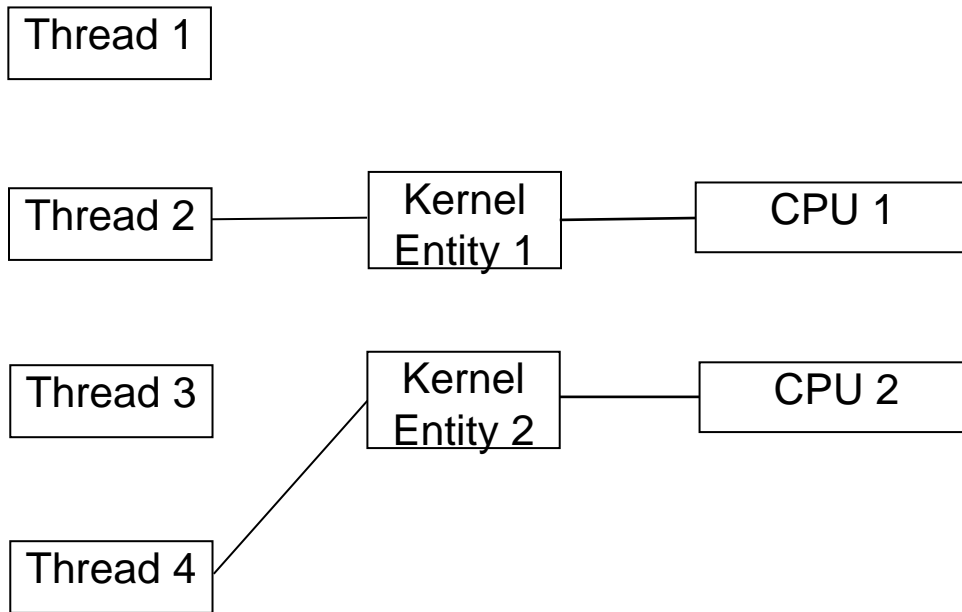 Thread 1
Thread 2
Kernel
Entity 1
CPU 1
Thread 3
Kernel
Entity 2
CPU 2
Thread 4